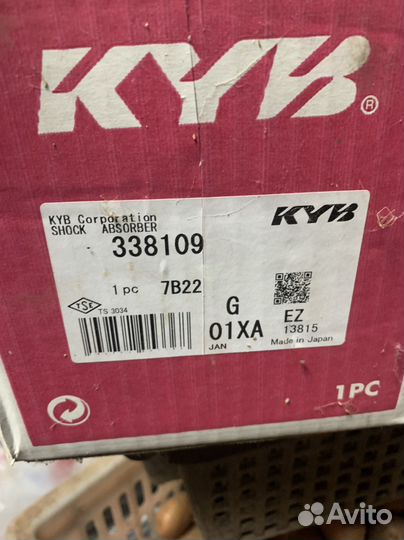 KYB®
KYB Corporation
SHOCK ABSORBER
338109
KYB
1 pc 7B22
TSE
TS 3034
G
01XA
JAN
EZ
13815
Made in Japan
1PC
Avito